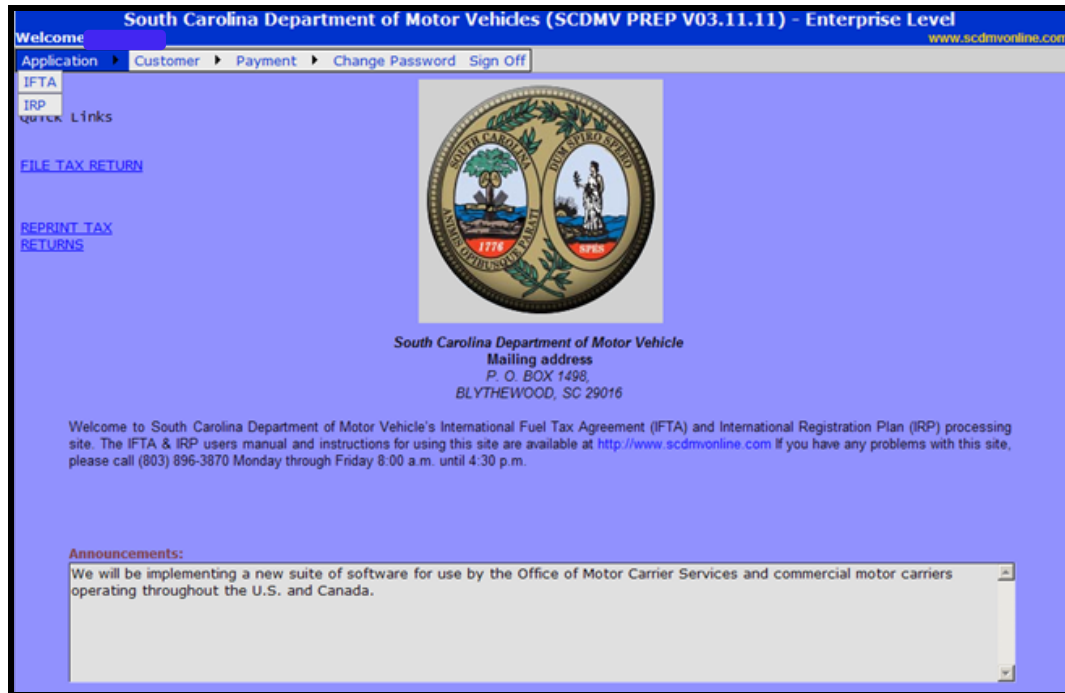 South Carolina Department of Motor Vehicles (SCDMV PREP V03.11.11) - Enterprise Level
Welcome
www.scdmvonline.com
Application Customer Payment Change Password Sign Off
IFTA
IRP
Quick Links
FILE TAX RETURN
REPRINT TAX
RETURNS
SOUTH CAROLINA
DUM SPIRO SPERO
ANIMIS OPIBUSQUE PARATI
1776
SPES
South Carolina Department of Motor Vehicle
Mailing address
P. O. BOX 1498,
BLYTHEWOOD, SC 29016
Welcome to South Carolina Department of Motor Vehicle's International Fuel Tax Agreement (IFTA) and International Registration Plan (IRP) processing
site. The IFTA & IRP users manual and instructions for using this site are available at http://www.scdmvonline.com If you have any problems with this site,
please call (803) 896-3870 Monday through Friday 8:00 a.m. until 4:30 p.m.
Announcements:
We will be implementing a new suite of software for use by the Office of Motor Carrier Services and commercial motor carriers
operating throughout the U.S. and Canada.